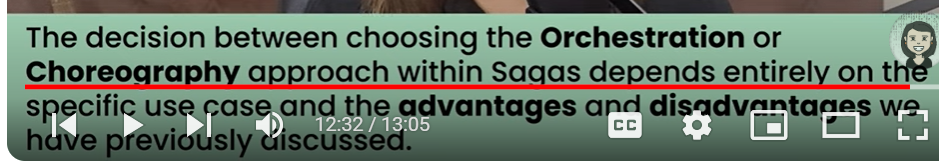 The decision between choosing the Orchestration or
Choreography approach within Sagas depends entirely on the
specific use case and the advantages and disadvantages we
have previously discussed.
12:32 / 13:05
CC